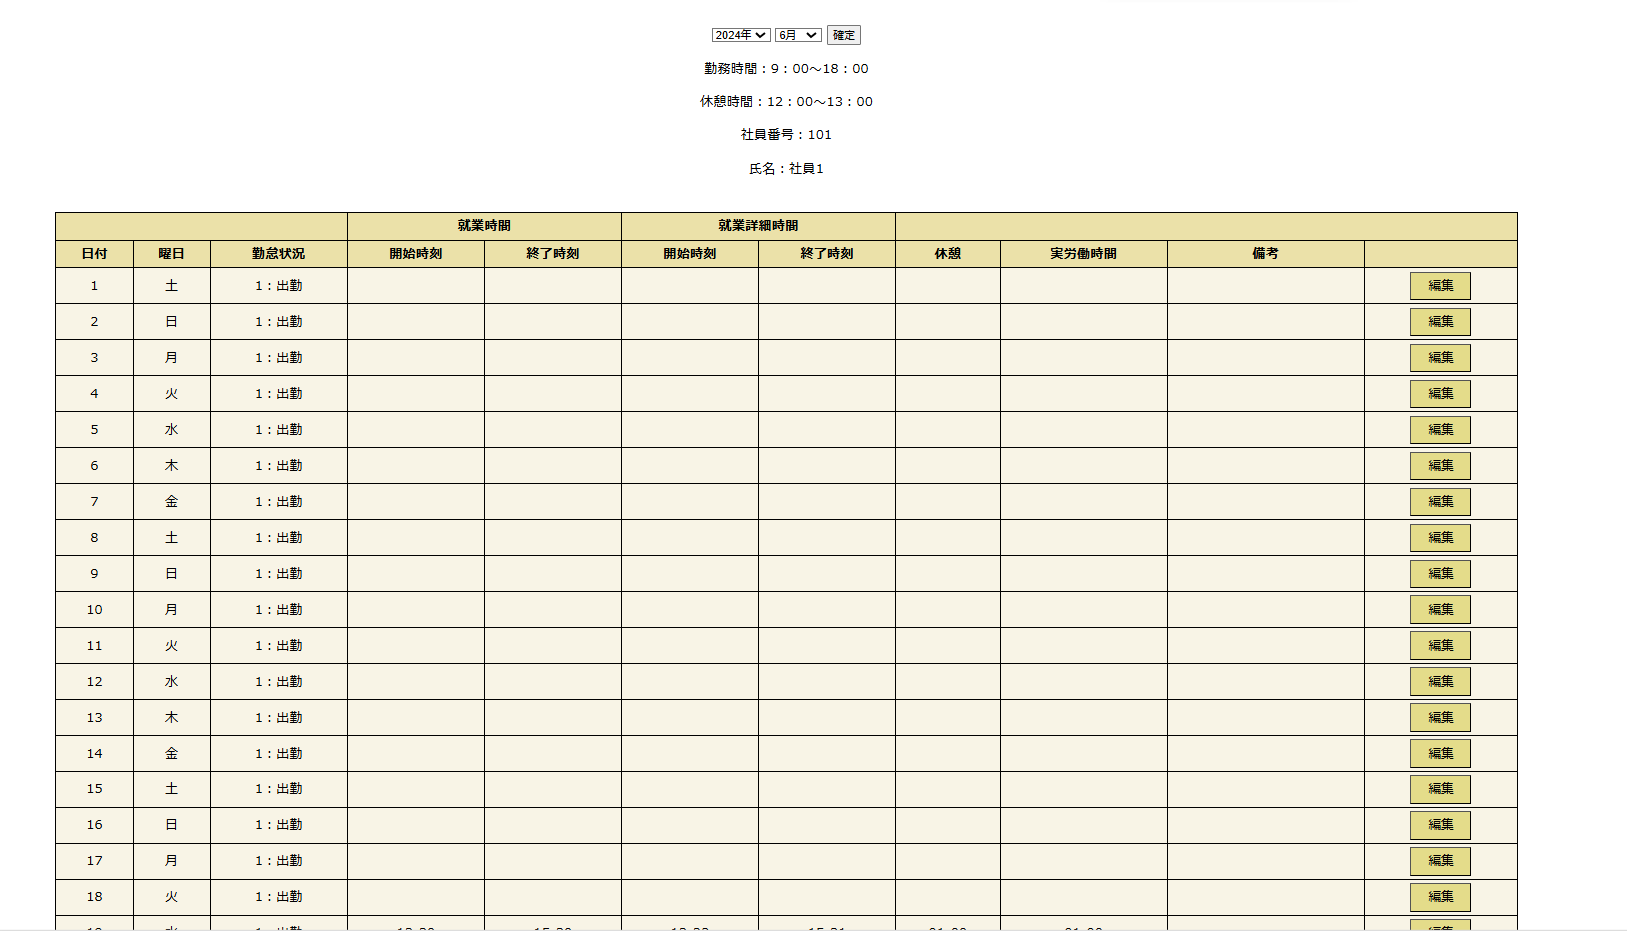 2024年 6月 確定
勤務時間：9：00～18：00
休憩時間：12：00～13：00
社員番号：101
氏名：社員1
就業時間 就業詳細時間
日付 曜日 勤怠状況 開始時刻 終了時刻 開始時刻 終了時刻 休憩 実労働時間 備考
1 土 1：出勤 編集
2 日 1：出勤 編集
3 月 1：出勤 編集
4 火 1：出勤 編集
5 水 1：出勤 編集
6 木 1：出勤 編集
7 金 1：出勤 編集
8 土 1：出勤 編集
9 日 1：出勤 編集
10 月 1：出勤 編集
11 火 1：出勤 編集
12 水 1：出勤 編集
13 木 1：出勤 編集
14 金 1：出勤 編集
15 土 1：出勤 編集
16 日 1：出勤 編集
17 月 1：出勤 編集
18 火 1：出勤 編集